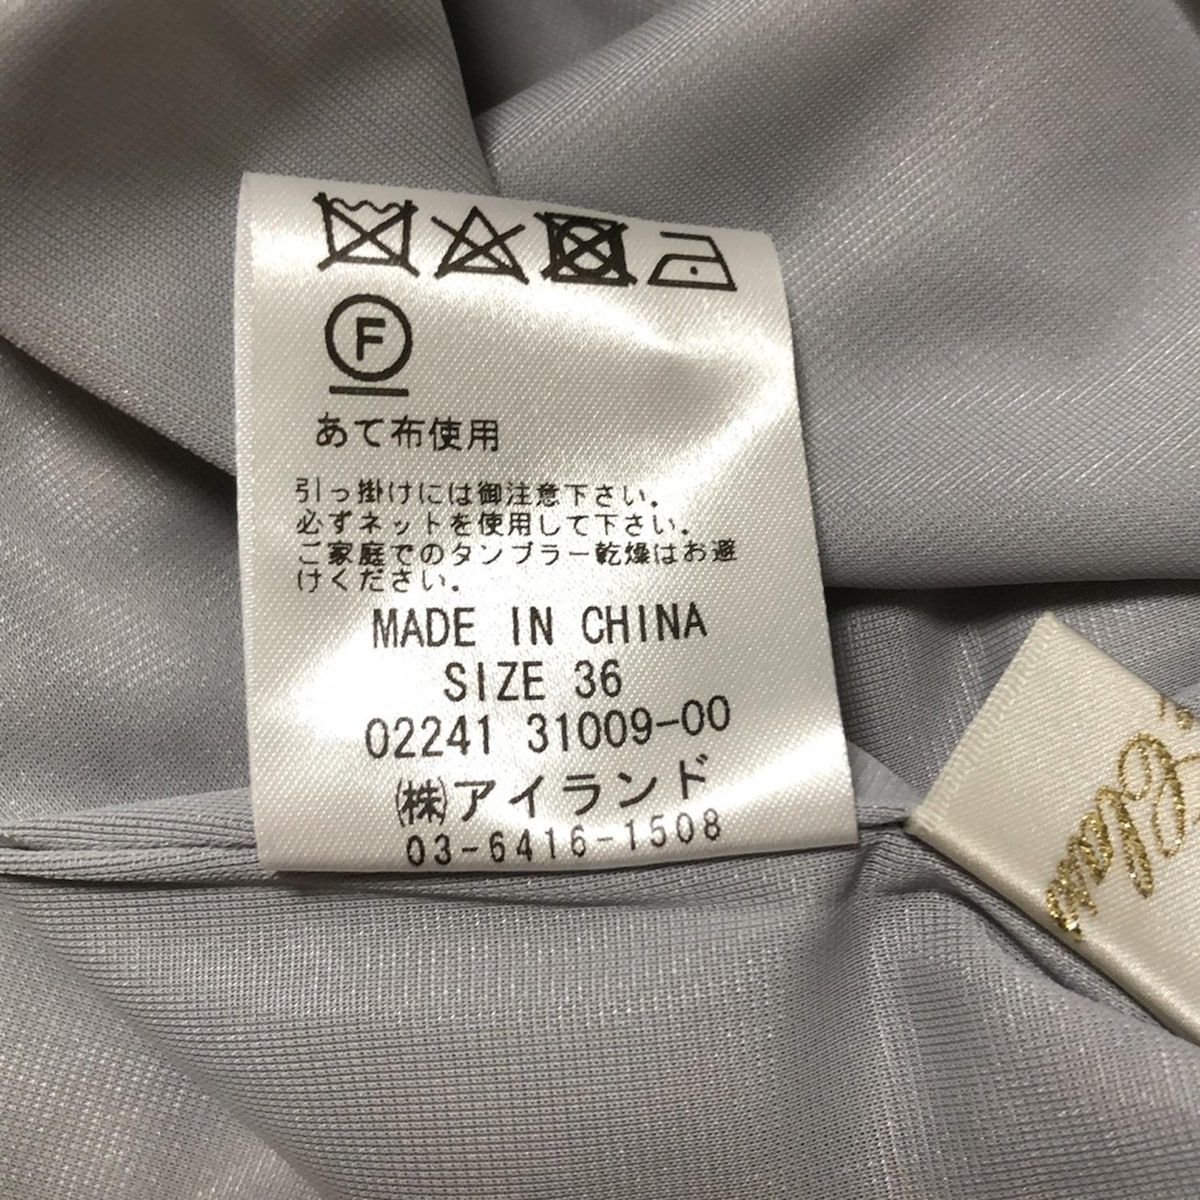 F
あて布使用
引っ掛けには御注意下さい.
必ずネットを使用して下さい.
ご家庭でのタンブラー乾燥はお避
けください.
MADE IN CHINA
SIZE 36
02241 31009-00
(株)アイランド
03-6416-1508
Class